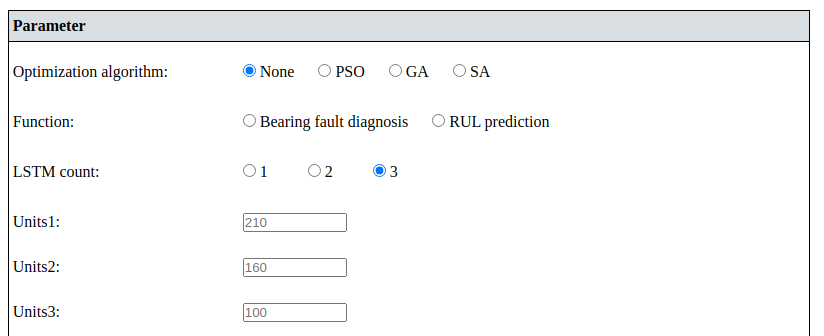 Parameter
Optimization algorithm: None PSO GA SA
Function: Bearing fault diagnosis RUL prediction
LSTM count: 1 2 3
Units1: 210
Units2: 160
Units3: 100